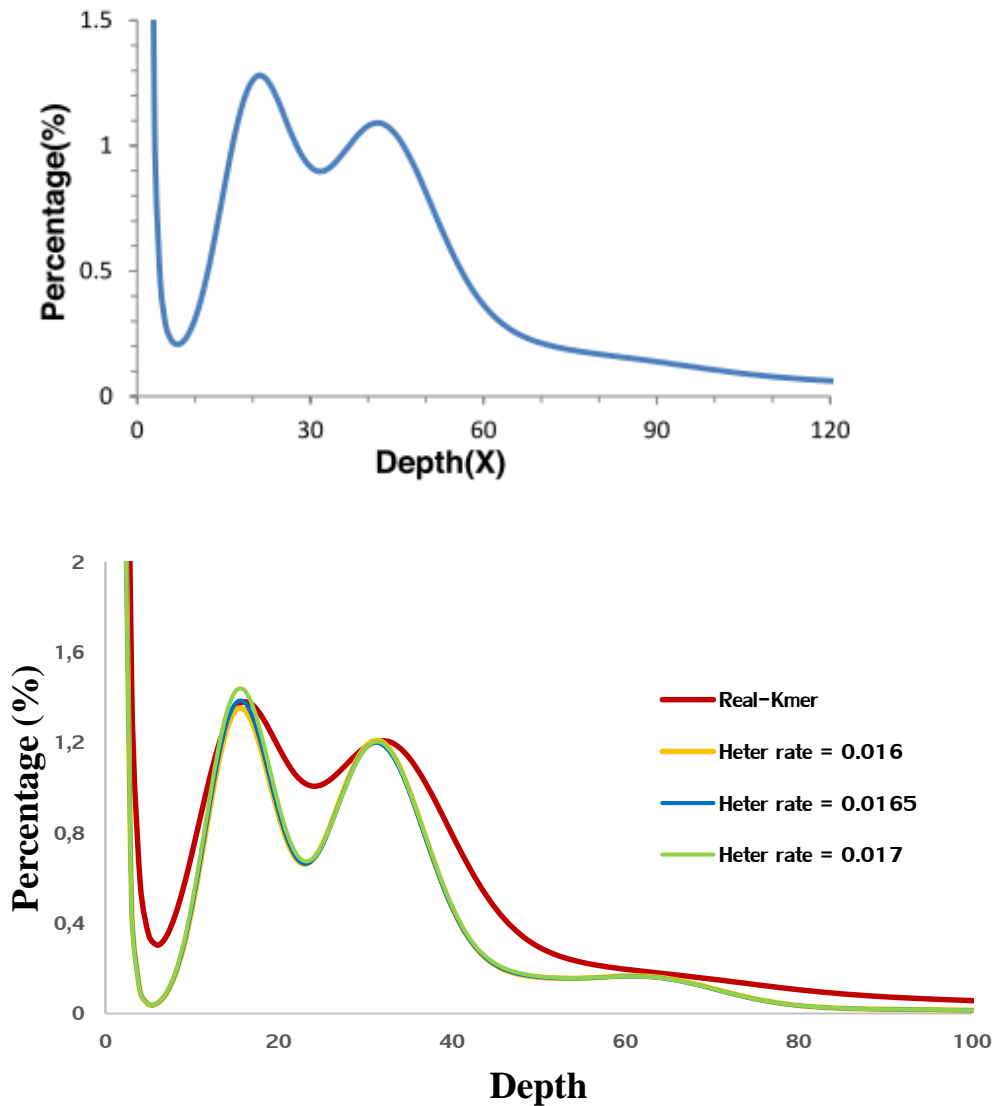 1.5
1
0.5
0
Percentage(%)
0
30
60
90
120
Depth(X)
2
1,6
1,2
0,8
0,4
0
Percentage (%)
Real-Kmer
Heter rate = 0.016
Heter rate = 0.0165
Heter rate = 0.017
0
20
40
60
80
100
Depth